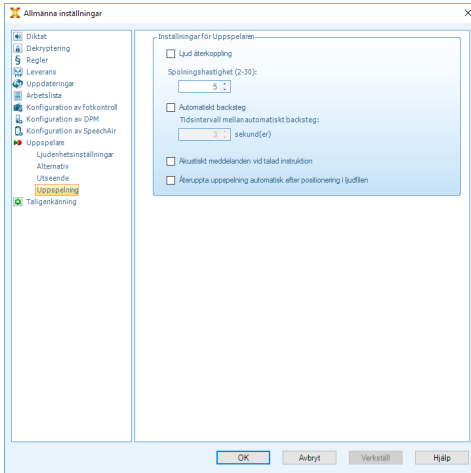 Allmänna inställningar
Diktat
Dekryptering
Regler
Leverans
Uppdateringar
Arbetslista
Konfiguration av fotkontroll
Konfiguration av DPM
Konfiguration av SpeechAir
Uppspelare
Ljudenhetsinställningar
Alternativ
Utseende
Uppspelning
Taligenkänning
Inställningar för Uppspelaren
Ljud återkoppling
Spolningshastighet (2-30):
5
Automatiskt backsteg
Tidsintervall mellan automatiskt backsteg:
3 sekund(er)
Akustiskt meddelanden vid talad instruktion
Återuppta uppspelning automatisk efter positionering i ljudfilen
OK
Avbryt
Verkställ
Hjälp